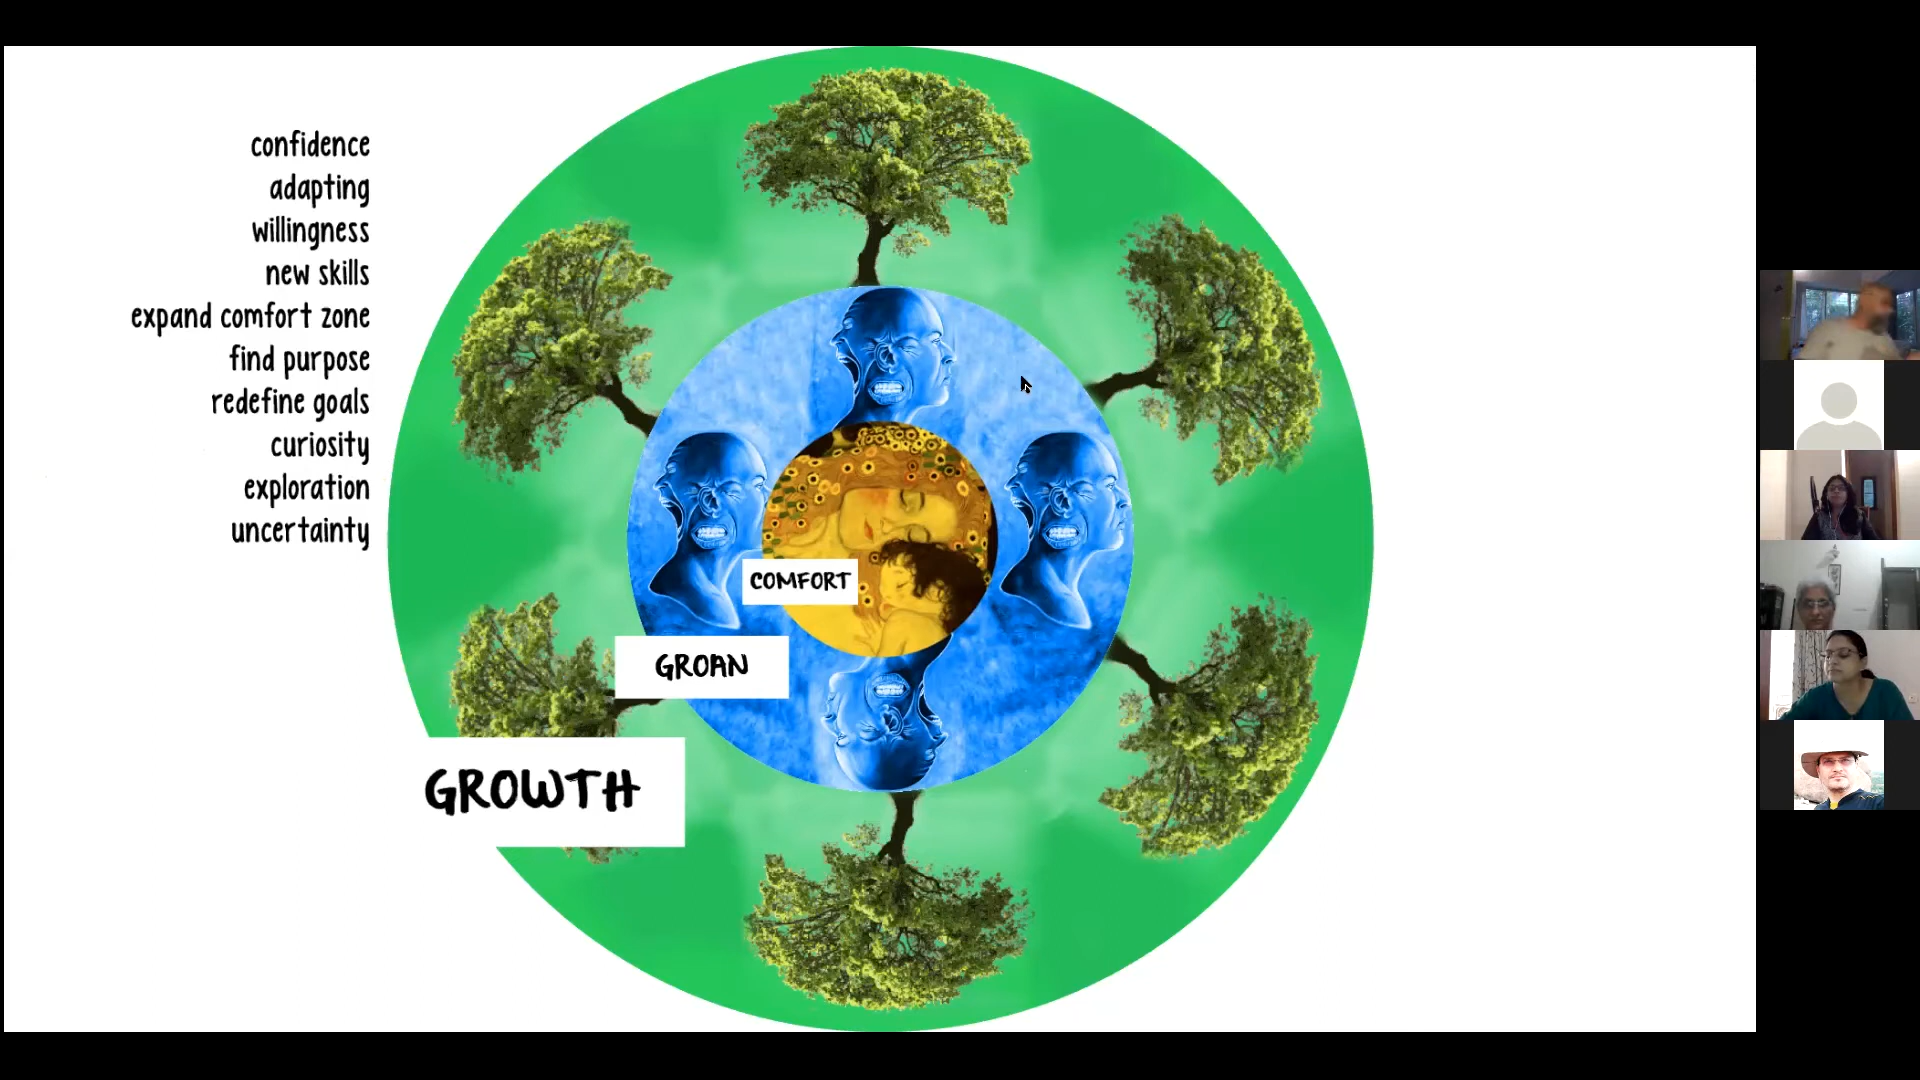 confidence
adapting
willingness
new skills
expand comfort zone
find purpose
redefine goals
curiosity
exploration
uncertainty
COMFORT
GROAN
GROWTH